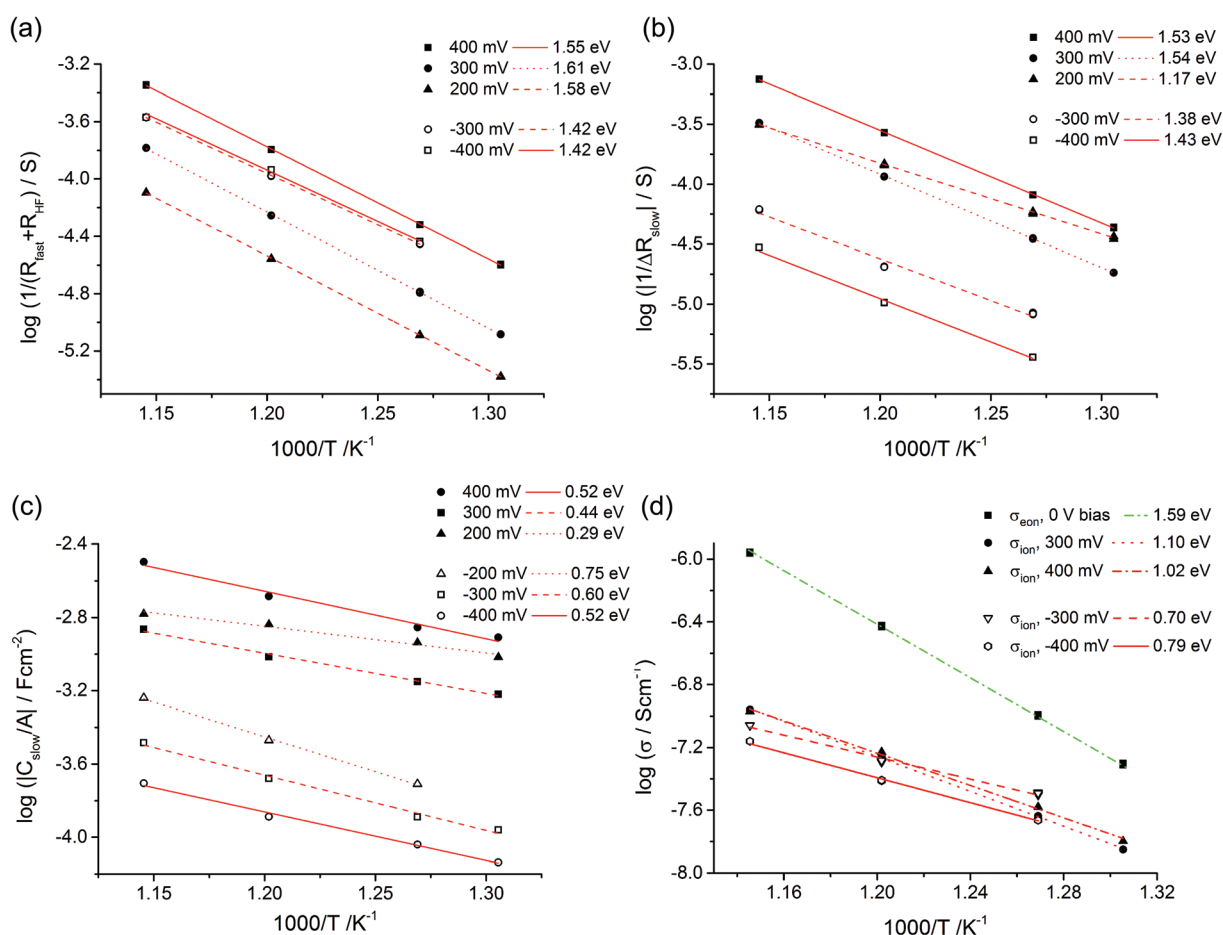 (a)
400 mV 1.55 eV
300 mV 1.61 eV
200 mV 1.58 eV
-300 mV 1.42 eV
-400 mV 1.42 eV
-3.2
-3.6
-4.0
-4.4
-4.8
-5.2
log (1/(R_fast+R_HF) / S)
1.15 1.20 1.25 1.30
1000/T /K⁻¹
(b)
400 mV 1.53 eV
300 mV 1.54 eV
200 mV 1.17 eV
-300 mV 1.38 eV
-400 mV 1.43 eV
-3.0
-3.5
-4.0
-4.5
-5.0
-5.5
log (|1/ΔR_slow| / S)
1.15 1.20 1.25 1.30
1000/T /K⁻¹
(c)
400 mV 0.52 eV
300 mV 0.44 eV
200 mV 0.29 eV
-200 mV 0.75 eV
-300 mV 0.60 eV
-400 mV 0.52 eV
-2.4
-2.8
-3.2
-3.6
-4.0
log (|C_slow/A| / Fcm⁻²)
1.15 1.20 1.25 1.30
1000/T /K⁻¹
(d)
σ_eon, 0 V bias 1.59 eV
σ_ion, 300 mV 1.10 eV
σ_ion, 400 mV 1.02 eV
σ_ion, -300 mV 0.70 eV
σ_ion, -400 mV 0.79 eV
-6.0
-6.4
-6.8
-7.2
-7.6
-8.0
log (σ / Scm⁻¹)
1.16 1.20 1.24 1.28 1.32
1000/T /K⁻¹